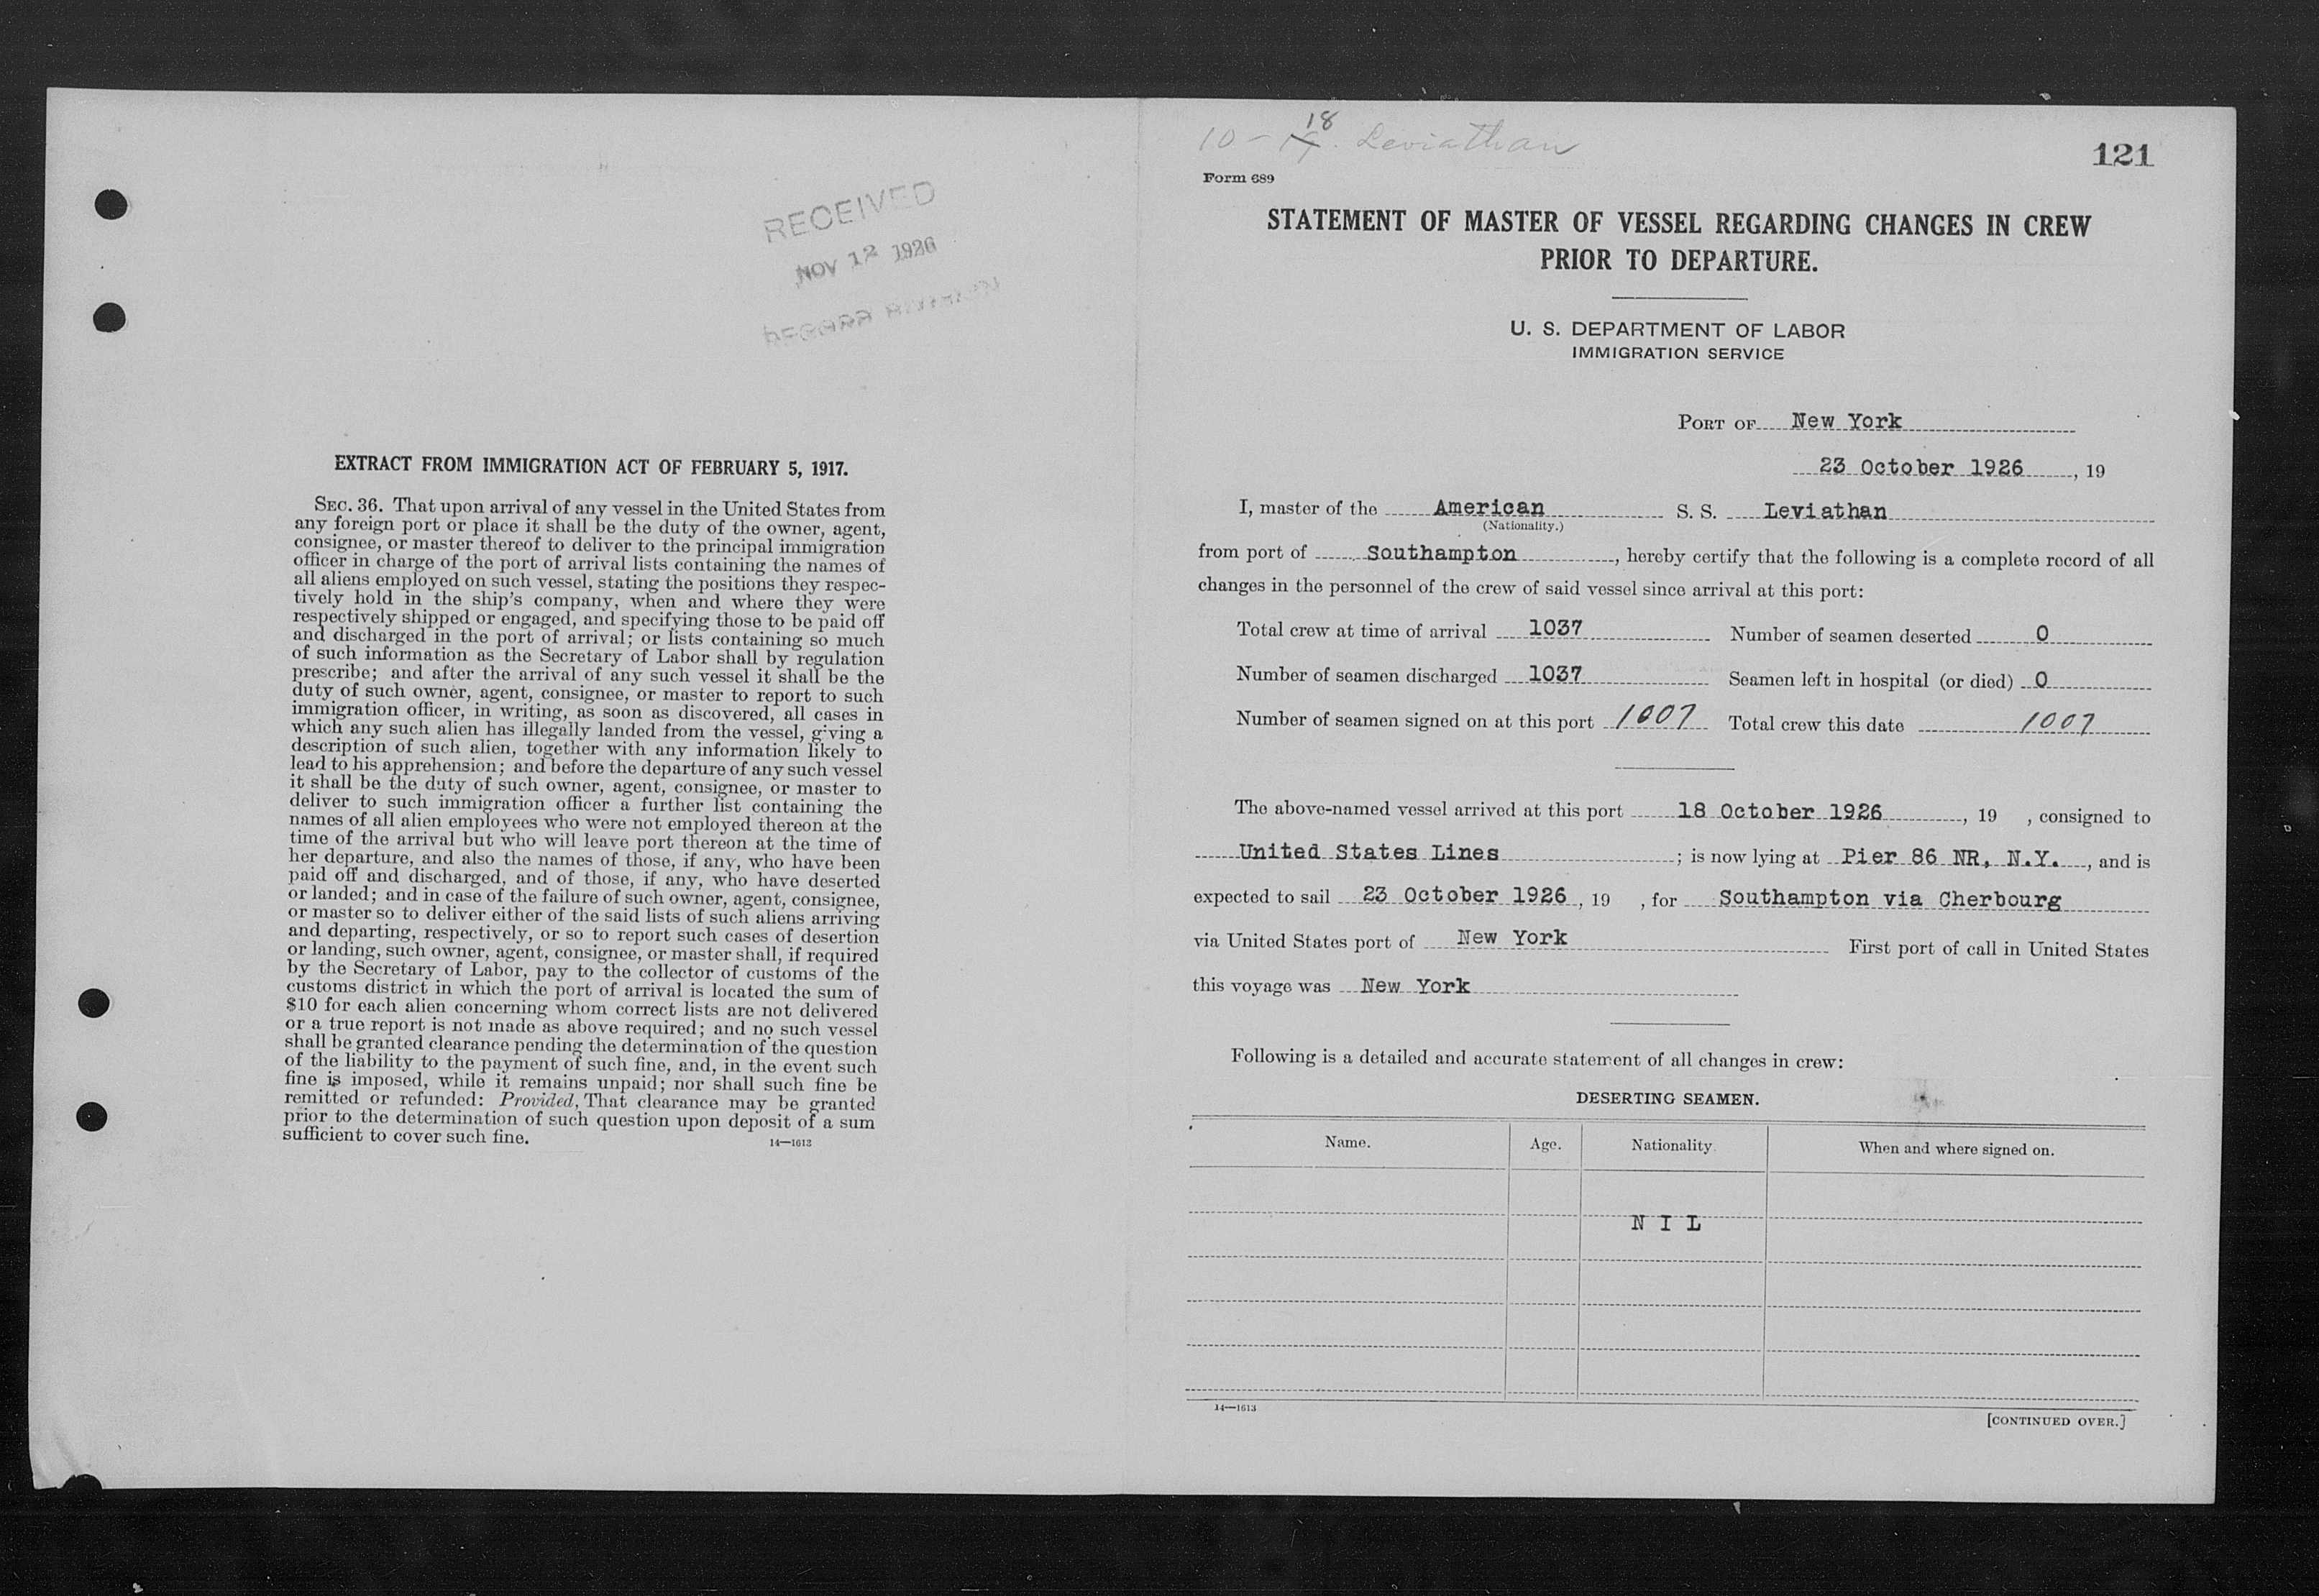 RECEIVED
NOV 12 1926
EXTRACT FROM IMMIGRATION ACT OF FEBRUARY 5, 1917.
SEC. 36. That upon arrival of any vessel in the United States from
any foreign port or place it shall be the duty of the owner, agent,
consignee, or master thereof to deliver to the principal immigration
officer in charge of the port of arrival lists containing the names of
all aliens employed on such vessel, stating the positions they respec-
tively hold in the ship's company, when and where they were
respectively shipped or engaged, and specifying those to be paid off
and discharged in the port of arrival; or lists containing so much
of such information as the Secretary of Labor shall by regulation
prescribe; and after the arrival of any such vessel it shall be the
duty of such owner, agent, consignee, or master to report to such
immigration officer, in writing, as soon as discovered, all cases in
which any such alien has illegally landed from the vessel, giving a
description of such alien, together with any information likely to
lead to his apprehension; and before the departure of any such vessel
it shall be the duty of such owner, agent, consignee, or master to
deliver to such immigration officer a further list containing the
names of all alien employees who were not employed thereon at the
time of the arrival but who will leave port thereon at the time of
her departure, and also the names of those, if any, who have been
paid off and discharged, and of those, if any, who have deserted
or landed; and in case of the failure of such owner, agent, consignee,
or master so to deliver either of the said lists of such aliens arriving
and departing, respectively, or so to report such cases of desertion
or landing, such owner, agent, consignee, or master shall, if required
by the Secretary of Labor, pay to the collector of customs of the
customs district in which the port of arrival is located the sum of
$10 for each alien concerning whom correct lists are not delivered
or a true report is not made as above required; and no such vessel
shall be granted clearance pending the determination of the question
of the liability to the payment of such fine, and, in the event such
fine is imposed, while it remains unpaid; nor shall such fine be
remitted or refunded: Provided, That clearance may be granted
prior to the determination of such question upon deposit of a sum
sufficient to cover such fine.
14—1613
18
10 - 17. Leviathan
121
Form 689
STATEMENT OF MASTER OF VESSEL REGARDING CHANGES IN CREW
PRIOR TO DEPARTURE.
U. S. DEPARTMENT OF LABOR
IMMIGRATION SERVICE
PORT OF New York
23 October 1926, 19
I, master of the American S. S. Leviathan
(Nationality.)
from port of Southampton, hereby certify that the following is a complete record of all
changes in the personnel of the crew of said vessel since arrival at this port:
Total crew at time of arrival 1037 Number of seamen deserted 0
Number of seamen discharged 1037 Seamen left in hospital (or died) 0
Number of seamen signed on at this port 1007 Total crew this date 1007
The above-named vessel arrived at this port 18 October 1926, 19 , consigned to
United States Lines; is now lying at Pier 86 NR, N.Y., and is
expected to sail 23 October 1926, 19 , for Southampton via Cherbourg
via United States port of New York First port of call in United States
this voyage was New York
Following is a detailed and accurate statement of all changes in crew:
DESERTING SEAMEN.
Name. Age. Nationality. When and where signed on.
N I L
14—1613
[CONTINUED OVER.]